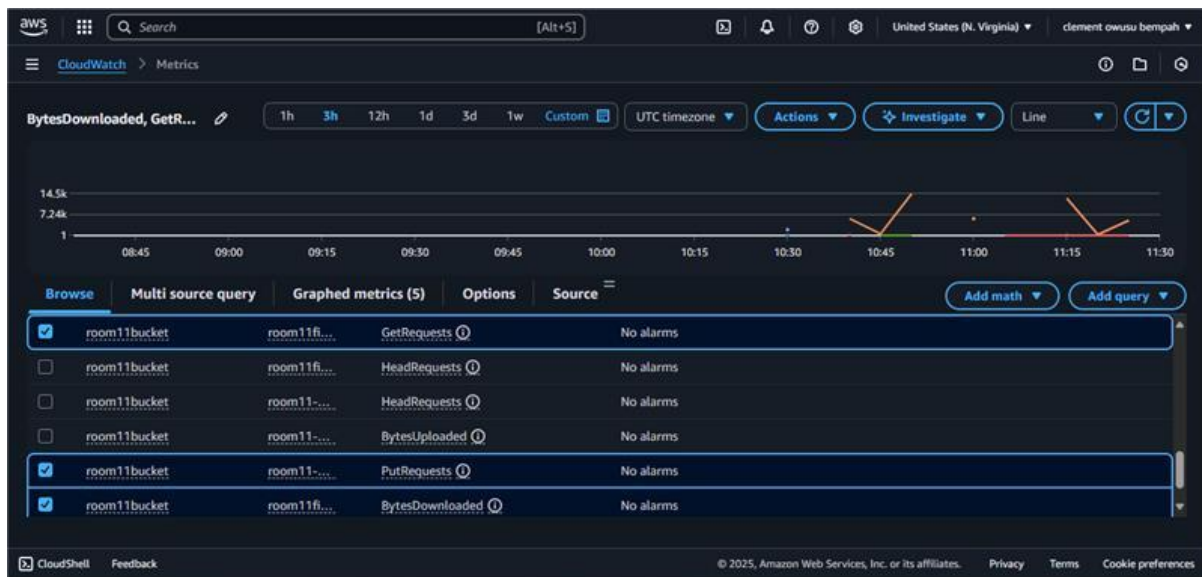 aws Search [Alt+S] United States (N. Virginia) ▼ clement owusu bempah ▼
CloudWatch > Metrics
BytesDownloaded, GetR... 1h 3h 12h 1d 3d 1w Custom UTC timezone ▼ Actions ▼ Investigate ▼ Line ▼
14.5k
7.24k
1
08:45 09:00 09:15 09:30 09:45 10:00 10:15 10:30 10:45 11:00 11:15 11:30
Browse Multi source query Graphed metrics (5) Options Source = Add math ▼ Add query ▼
room11bucket room11fi... GetRequests No alarms
room11bucket room11fi... HeadRequests No alarms
room11bucket room11-... HeadRequests No alarms
room11bucket room11-... BytesUploaded No alarms
room11bucket room11-... PutRequests No alarms
room11bucket room11fi... BytesDownloaded No alarms
CloudShell Feedback © 2025, Amazon Web Services, Inc. or its affiliates. Privacy Terms Cookie preferences